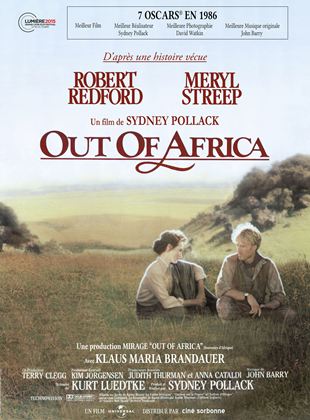 LUMIÈRE2015
7 OSCARS® EN 1986
Meilleur Film
Meilleur Réalisateur
Sydney Pollack
Meilleure Photographie
David Watkin
Meilleure Musique originale
John Barry
D'après une histoire vécue
ROBERT REDFORD
MERYL STREEP
Un film de SYDNEY POLLACK
OUT OF AFRICA
Une production MIRAGE "OUT OF AFRICA"
Avec KLAUS MARIA BRANDAUER
TERRY CLEGG KIM JORGENSEN JUDITH THURMAN et ANNA CATALDI JOHN BARRY
KURT LUEDTKE SYDNEY POLLACK
TECHNOVISION
UN FILM UNIVERSAL DISTRIBUÉ PAR ciné sorbonne